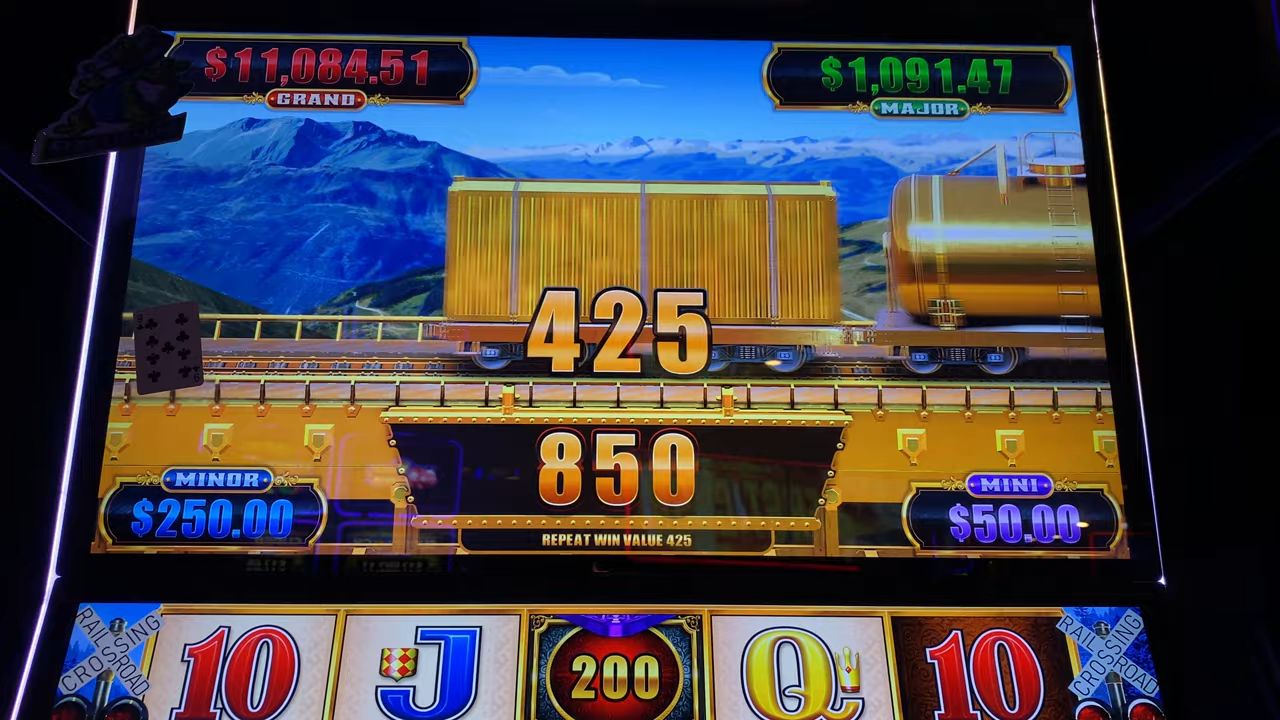 $11,084.51
GRAND
$1,091.47
MAJOR
425
850
MINOR
$250.00
MINI
$50.00
REPEAT WIN VALUE 425
RAILROAD
CROSSING
10
J
200
Q
10
RAILROAD
CROSSING